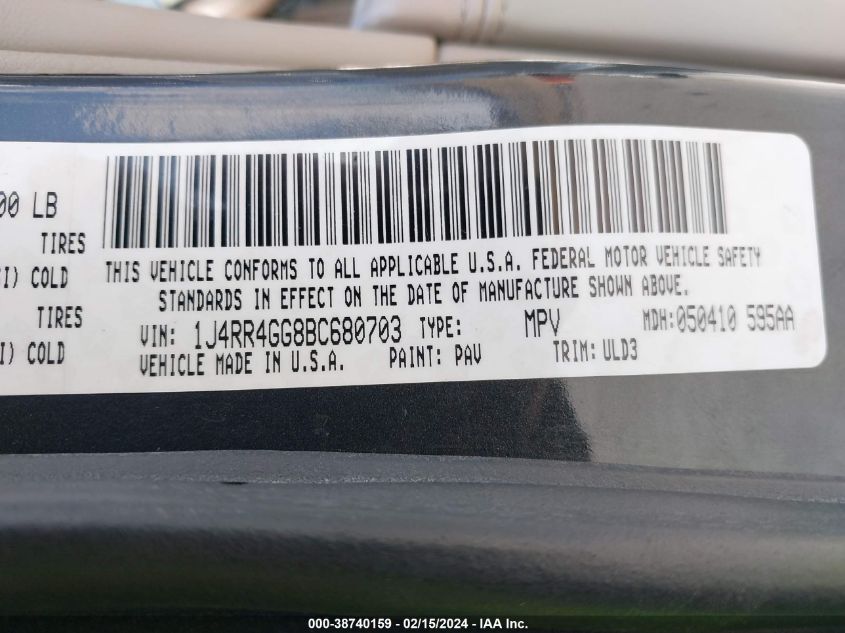 00 LB
TIRES
I) COLD
TIRES
I) COLD
THIS VEHICLE CONFORMS TO ALL APPLICABLE U.S.A. FEDERAL MOTOR VEHICLE SAFETY
STANDARDS IN EFFECT ON THE DATE OF MANUFACTURE SHOWN ABOVE.
VIN: 1J4RR4GG8BC680703 TYPE: MPV MDH:050410 595AA
VEHICLE MADE IN U.S.A. PAINT: PAV TRIM: ULD3
000-38740159 - 02/15/2024 - IAA Inc.